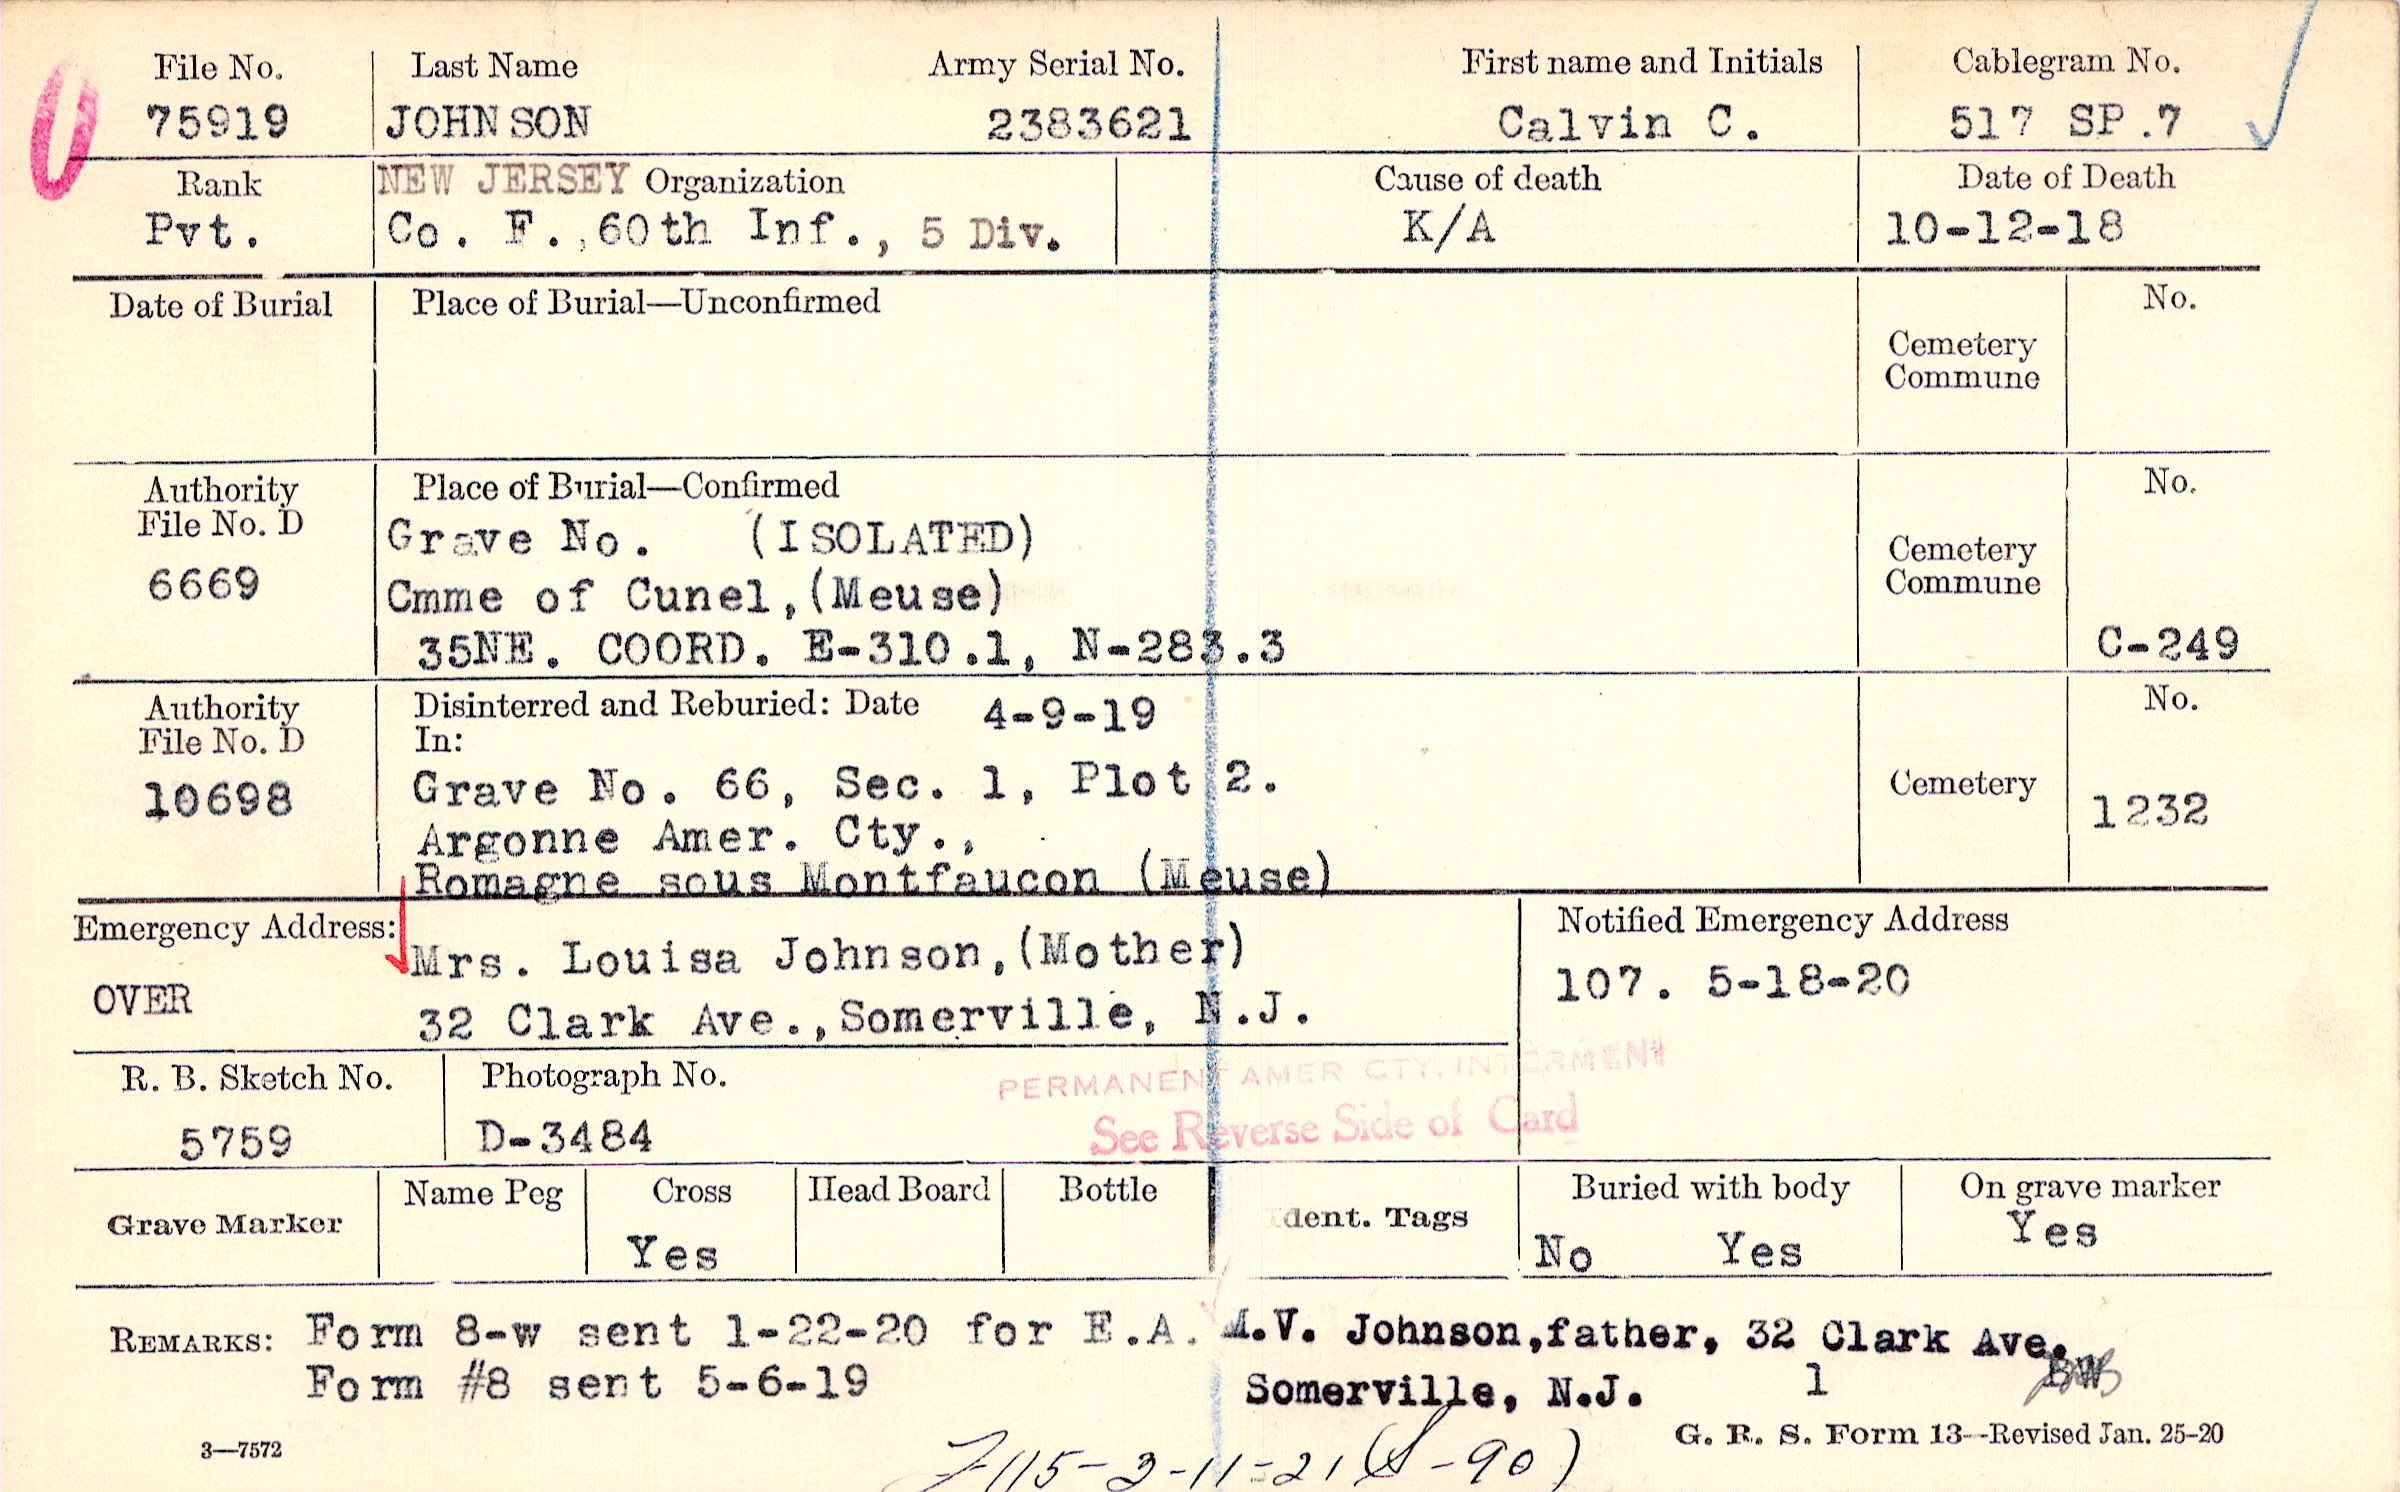 File No. Last Name Army Serial No. First name and Initials Cablegram No.
75919 JOHNSON 2383621 Calvin C. 517 SP.7
Rank NEW JERSEY Organization Cause of death Date of Death
Pvt. Co. F., 60th Inf., 5 Div. K/A 10-12-18
Date of Burial Place of Burial—Unconfirmed No.
Cemetery
Commune
Authority Place of Burial—Confirmed No.
File No. D Grave No. (ISOLATED)
6669 Cmme of Cunel,(Meuse) Cemetery
Commune
35NE. COORD. E-310.1, N-283.3 C-249
Authority Disinterred and Reburied: Date 4-9-19 No.
File No. D In:
10698 Grave No. 66, Sec. 1, Plot 2. Cemetery 1232
Argonne Amer. Cty.,
Romagne sous Montfaucon (Meuse)
Emergency Address: Notified Emergency Address
Mrs. Louisa Johnson,(Mother) 107. 5-18-20
OVER 32 Clark Ave.,Somerville, N.J.
R. B. Sketch No. Photograph No. PERMANENT AMER CTY. INTERMENT
5759 D-3484 See Reverse Side of Card
Grave Marker Name Peg Cross Head Board Bottle Ident. Tags Buried with body On grave marker
Yes No Yes Yes
REMARKS: Form 8-w sent 1-22-20 for E.A. .V. Johnson,father, 32 Clark Ave.
Form #8 sent 5-6-19 Somerville, N.J. 1 BW
3—7572 G. R. S. Form 13—Revised Jan. 25-20
115-3-11-21 -90)